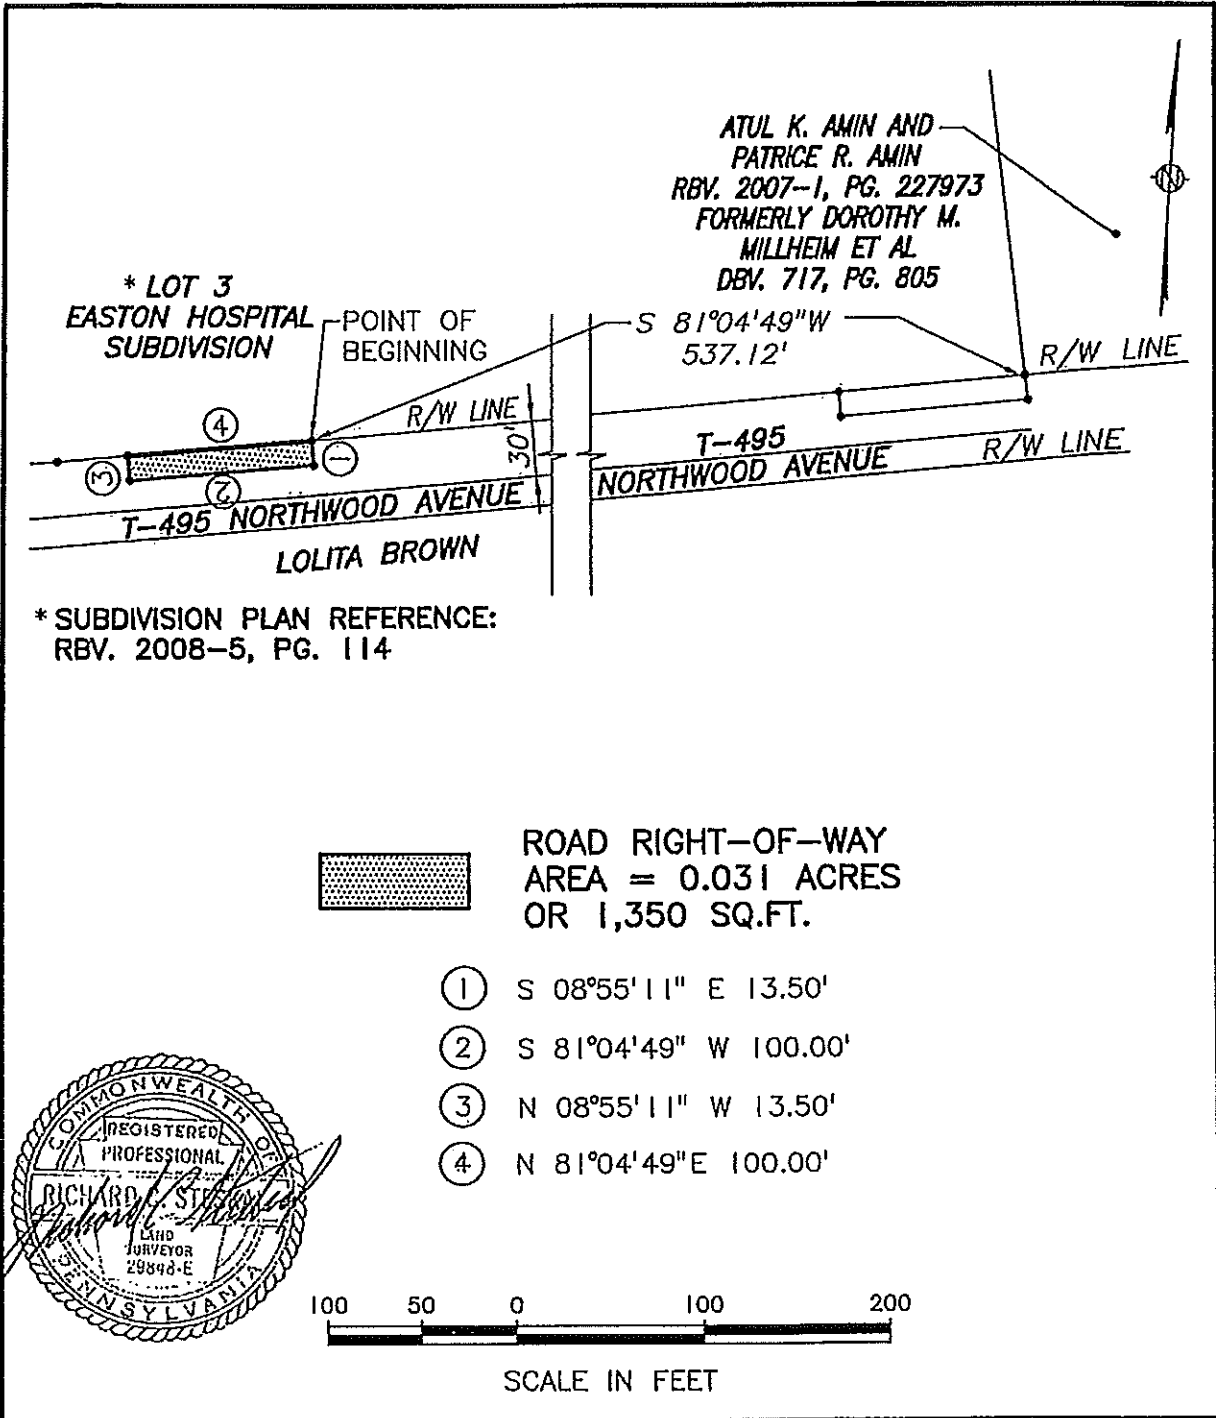 ATUL K. AMIN AND
PATRICE R. AMIN
RBV. 2007-1, PG. 227973
FORMERLY DOROTHY M.
MILLHEIM ET AL
DBV. 717, PG. 805
N
* LOT 3
EASTON HOSPITAL
SUBDIVISION
POINT OF
BEGINNING
S 81°04'49"W
537.12'
R/W LINE
R/W LINE
30'
4
3
1
2
T-495
NORTHWOOD AVENUE
R/W LINE
T-495 NORTHWOOD AVENUE
LOLITA BROWN
* SUBDIVISION PLAN REFERENCE:
RBV. 2008-5, PG. 114
ROAD RIGHT-OF-WAY
AREA = 0.031 ACRES
OR 1,350 SQ.FT.
1 S 08°55'11" E 13.50'
2 S 81°04'49" W 100.00'
3 N 08°55'11" W 13.50'
4 N 81°04'49"E 100.00'
COMMONWEALTH OF
REGISTERED
PROFESSIONAL
RICHARD C.
LAND
SURVEYOR
29848-E
PENNSYLVANIA
100 50 0 100 200
SCALE IN FEET